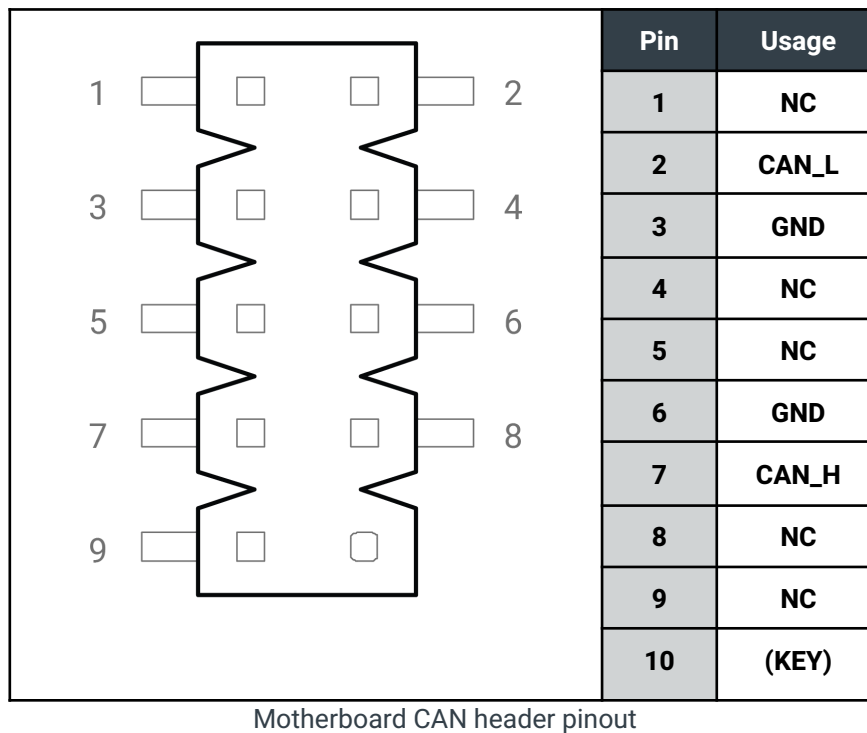 1 2
3 4
5 6
7 8
9
Pin Usage
1 NC
2 CAN_L
3 GND
4 NC
5 NC
6 GND
7 CAN_H
8 NC
9 NC
10 (KEY)
Motherboard CAN header pinout